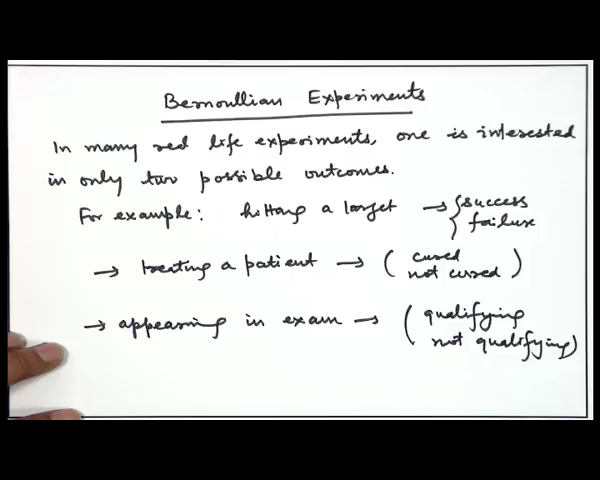 Bernoullian Experiments
In many real life experiments, one is interested
in only two possible outcomes.
For example: hitting a target → { success
failure
→ treating a patient → ( cured
not cured )
→ appearing in exam → ( qualifying
not qualifying)